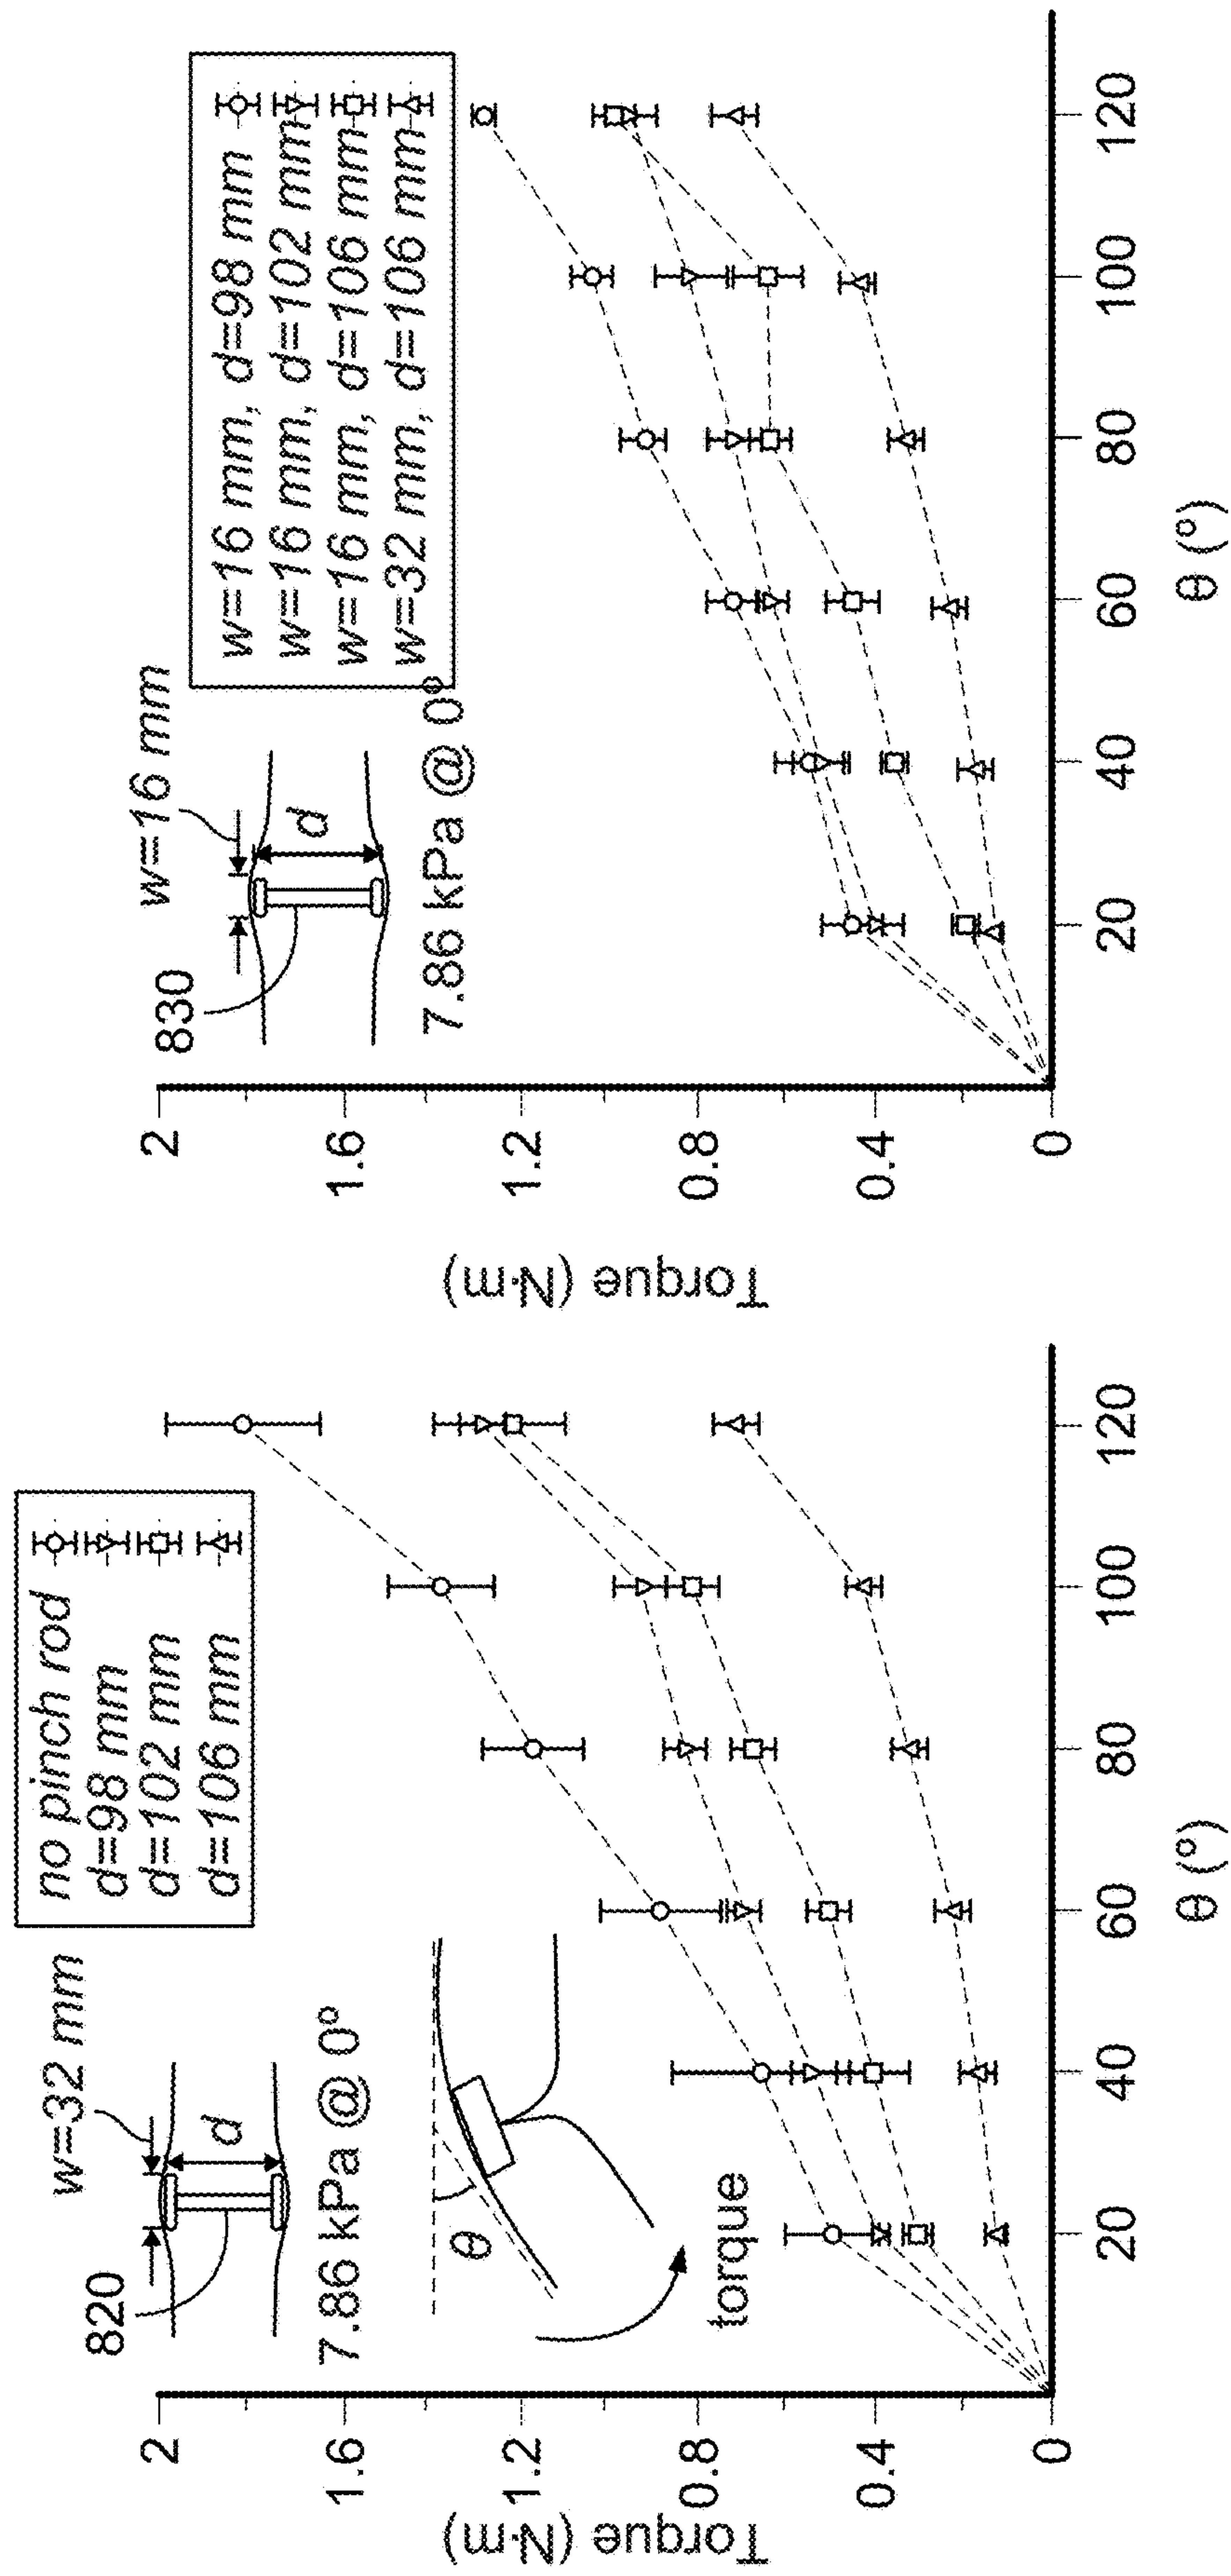 820
w=32 mm
d
7.86 kPa @ 0º
no pinch rod
d=98 mm
d=102 mm
d=106 mm
θ
torque
Torque (N·m)
2
1.6
1.2
0.8
0.4
0
20
40
60
80
100
120
θ (º)
830
w=16 mm
d
7.86 kPa @ 0º
w=16 mm, d=98 mm
w=16 mm, d=102 mm
w=16 mm, d=106 mm
w=32 mm, d=106 mm
Torque (N·m)
2
1.6
1.2
0.8
0.4
0
20
40
60
80
100
120
θ (º)